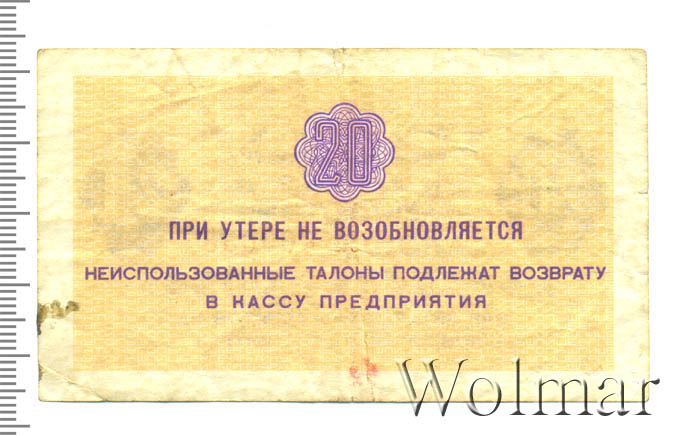 20
ПРИ УТЕРЕ НЕ ВОЗОБНОВЛЯЕТСЯ
НЕИСПОЛЬЗОВАННЫЕ ТАЛОНЫ ПОДЛЕЖАТ ВОЗВРАТУ
В КАССУ ПРЕДПРИЯТИЯ
Wolmar